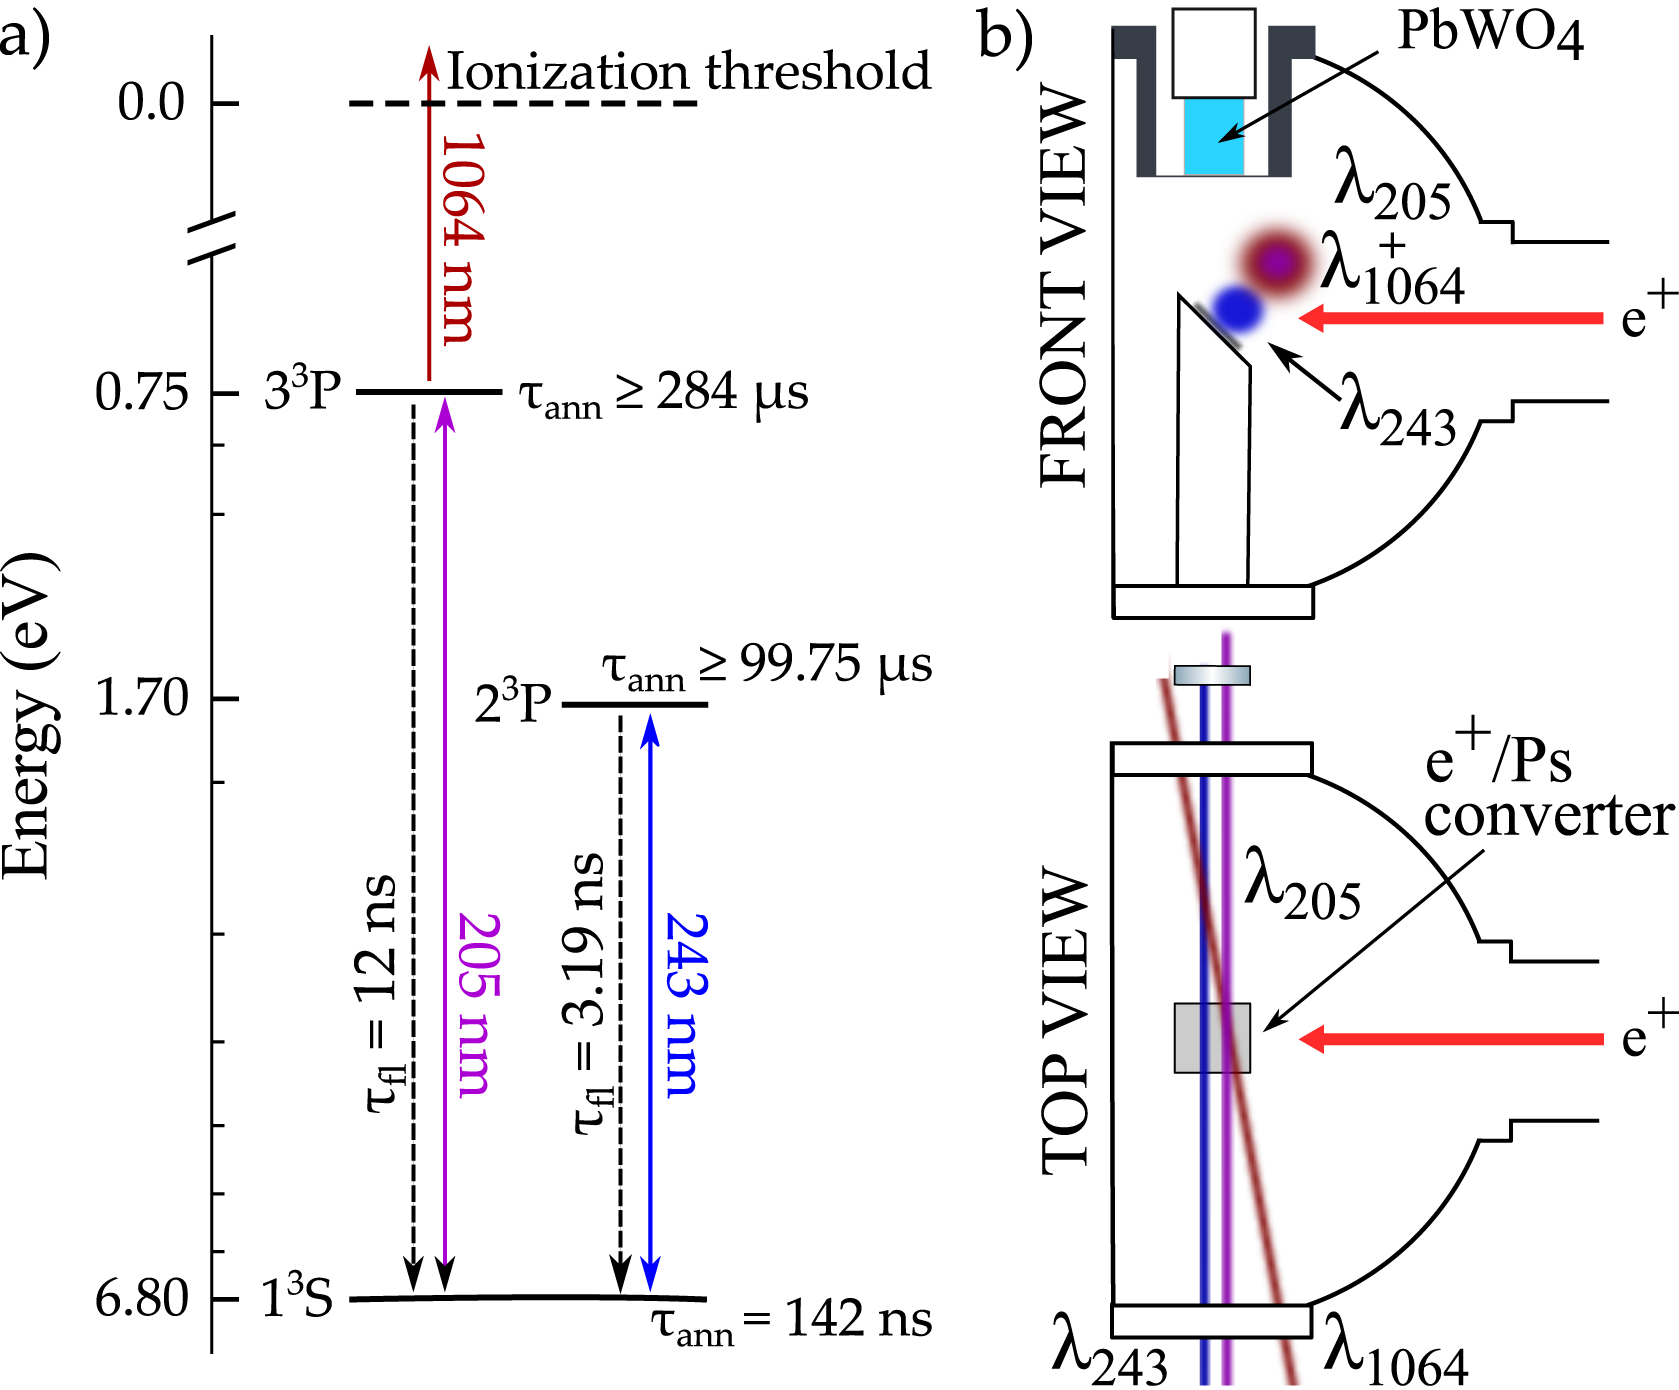 a)
Energy (eV)
0.0
0.75
1.70
6.80
Ionization threshold
1064 nm
3³P
τann ≥ 284 μs
τann ≥ 99.75 μs
2³P
τfl = 12 ns
205 nm
τfl = 3.19 ns
243 nm
1³S
τann = 142 ns
b)
FRONT VIEW
PbWO4
λ205
+
λ1064
e+
λ243
TOP VIEW
e+/Ps
converter
λ205
e+
λ243
λ1064